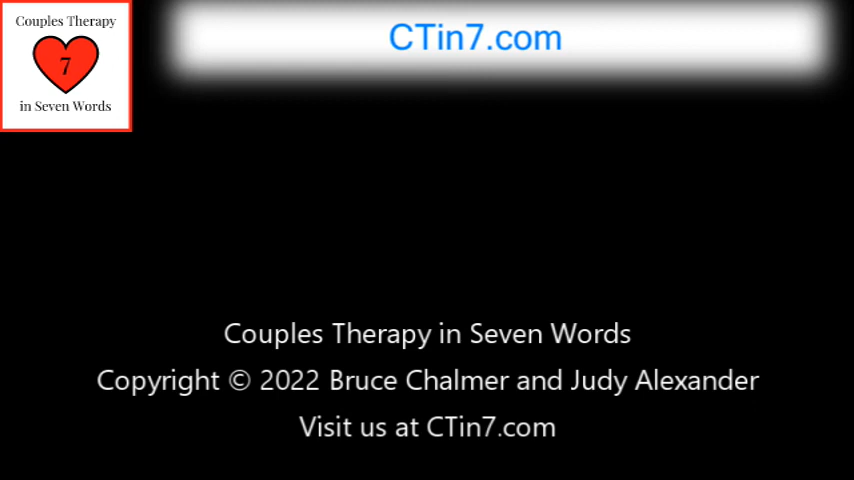 Couples Therapy
7
in Seven Words
CTin7.com
Couples Therapy in Seven Words
Copyright © 2022 Bruce Chalmer and Judy Alexander
Visit us at CTin7.com